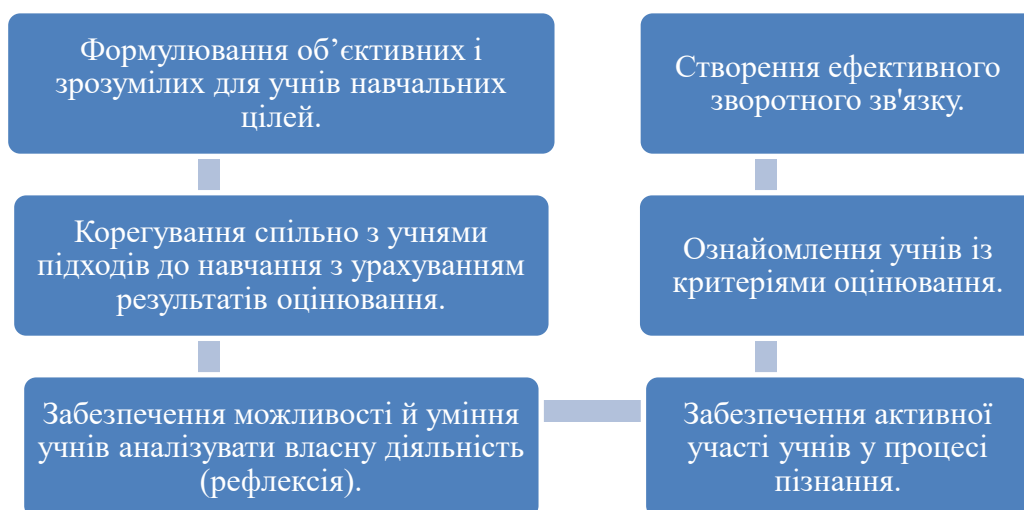 Формулювання об’єктивних і
зрозумілих для учнів навчальних
цілей.
Корегування спільно з учнями
підходів до навчання з урахуванням
результатів оцінювання.
Забезпечення можливості й уміння
учнів аналізувати власну діяльність
(рефлексія).
Забезпечення активної
участі учнів у процесі
пізнання.
Ознайомлення учнів із
критеріями оцінювання.
Створення ефективного
зворотного зв'язку.